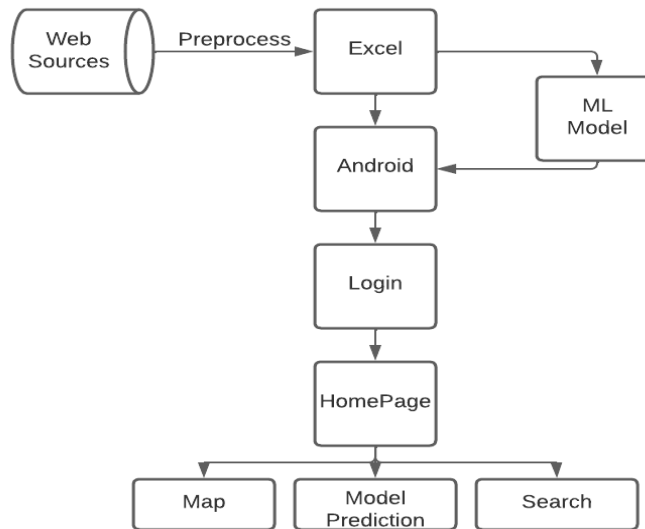 Web
Sources
Preprocess
Excel
ML
Model
Android
Login
HomePage
Map
Model
Prediction
Search